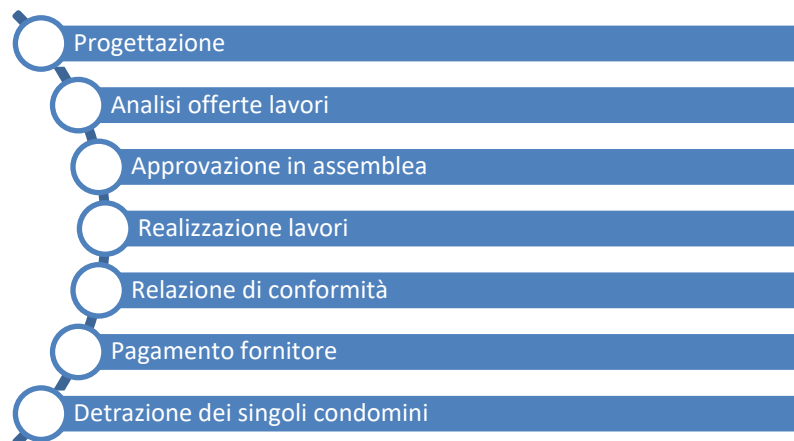 Progettazione
Analisi offerte lavori
Approvazione in assemblea
Realizzazione lavori
Relazione di conformità
Pagamento fornitore
Detrazione dei singoli condomini